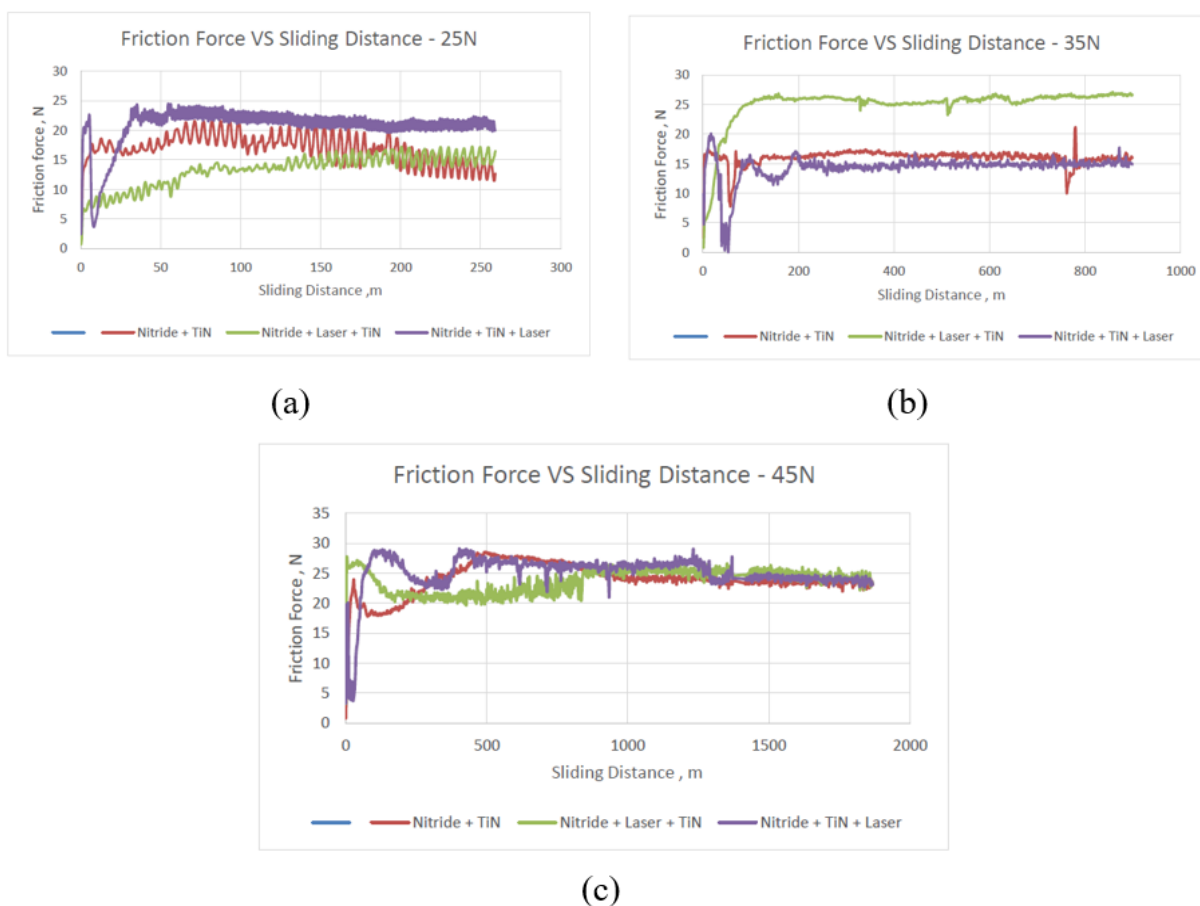 Friction Force VS Sliding Distance - 25N
30
25
20
15
10
5
0
Friction force, N
0 50 100 150 200 250 300
Sliding Distance ,m
Nitride + TiN Nitride + Laser + TiN Nitride + TiN + Laser
(a)
Friction Force VS Sliding Distance - 35N
30
25
20
15
10
5
0
Friction Force, N
0 200 400 600 800 1000
Sliding Distance , m
Nitride + TiN Nitride + Laser + TiN Nitride + TiN + Laser
(b)
Friction Force VS Sliding Distance - 45N
35
30
25
20
15
10
5
0
Friction Force, N
0 500 1000 1500 2000
Sliding Distance , m
Nitride + TiN Nitride + Laser + TiN Nitride + TiN + Laser
(c)